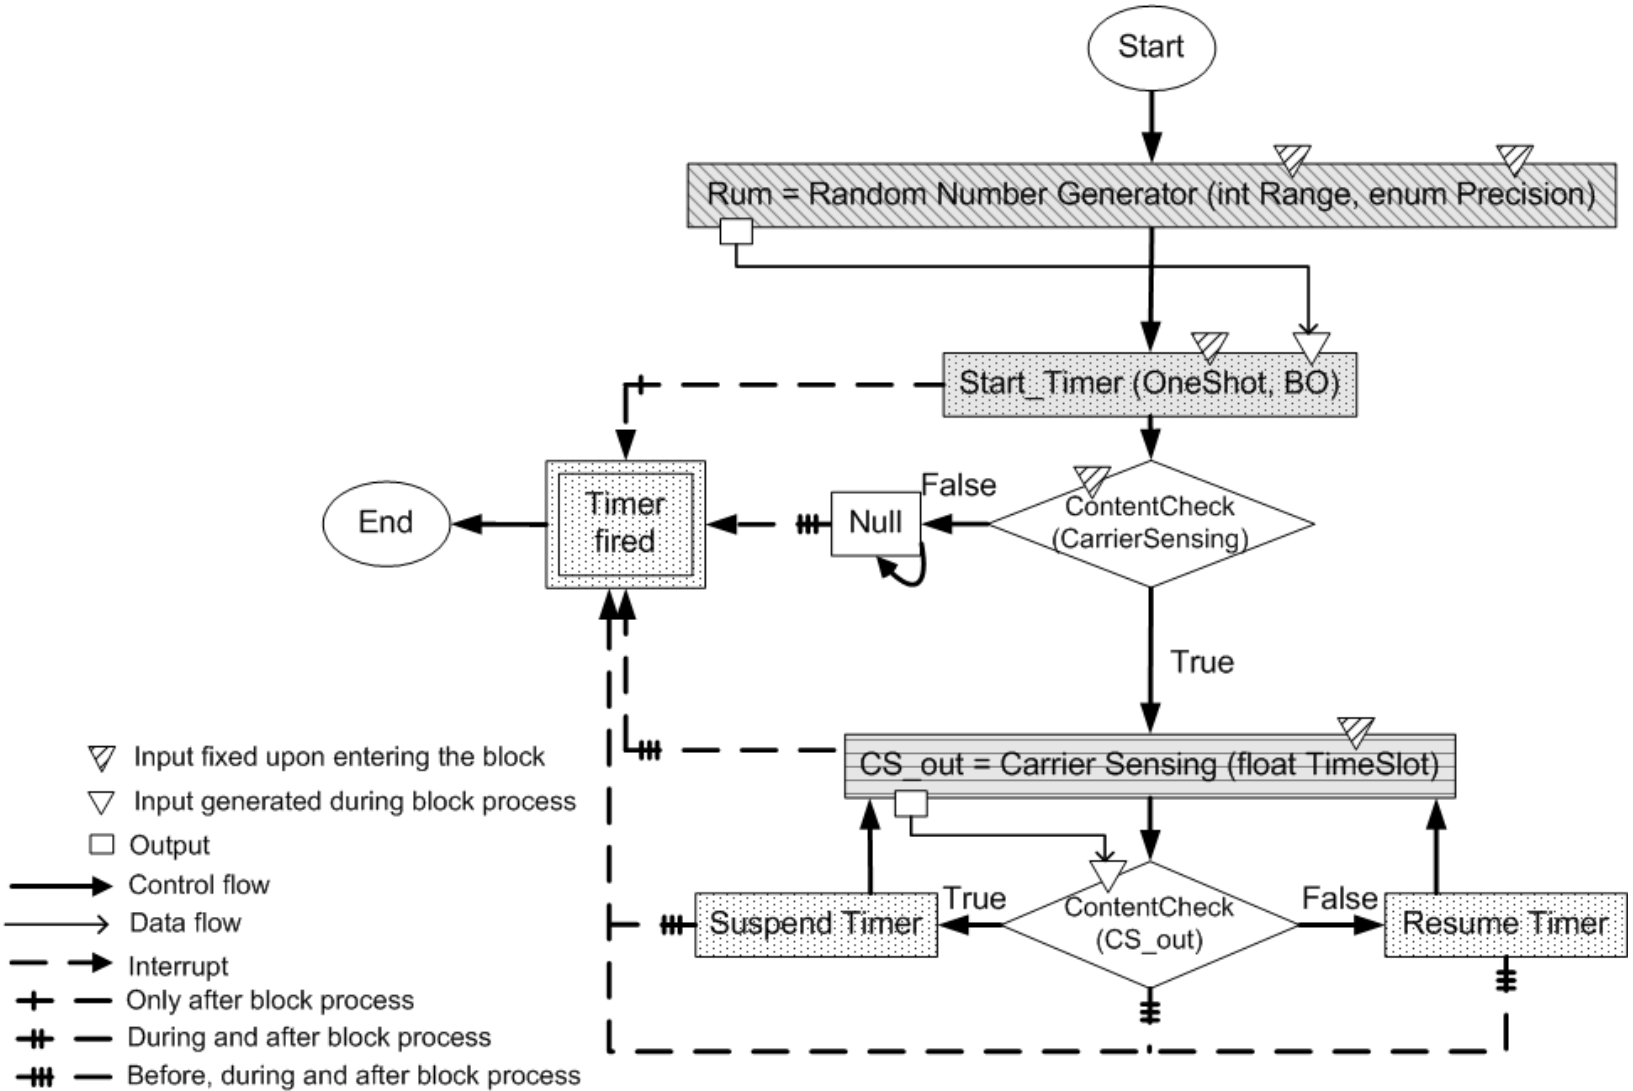 Start
Rum = Random Number Generator (int Range, enum Precision)
Start_Timer (OneShot, BO)
End
Timer
fired
Null
False
ContentCheck
(CarrierSensing)
True
CS_out = Carrier Sensing (float TimeSlot)
Suspend Timer
True
ContentCheck
(CS_out)
False
Resume Timer
Input fixed upon entering the block
Input generated during block process
Output
Control flow
Data flow
Interrupt
Only after block process
During and after block process
Before, during and after block process